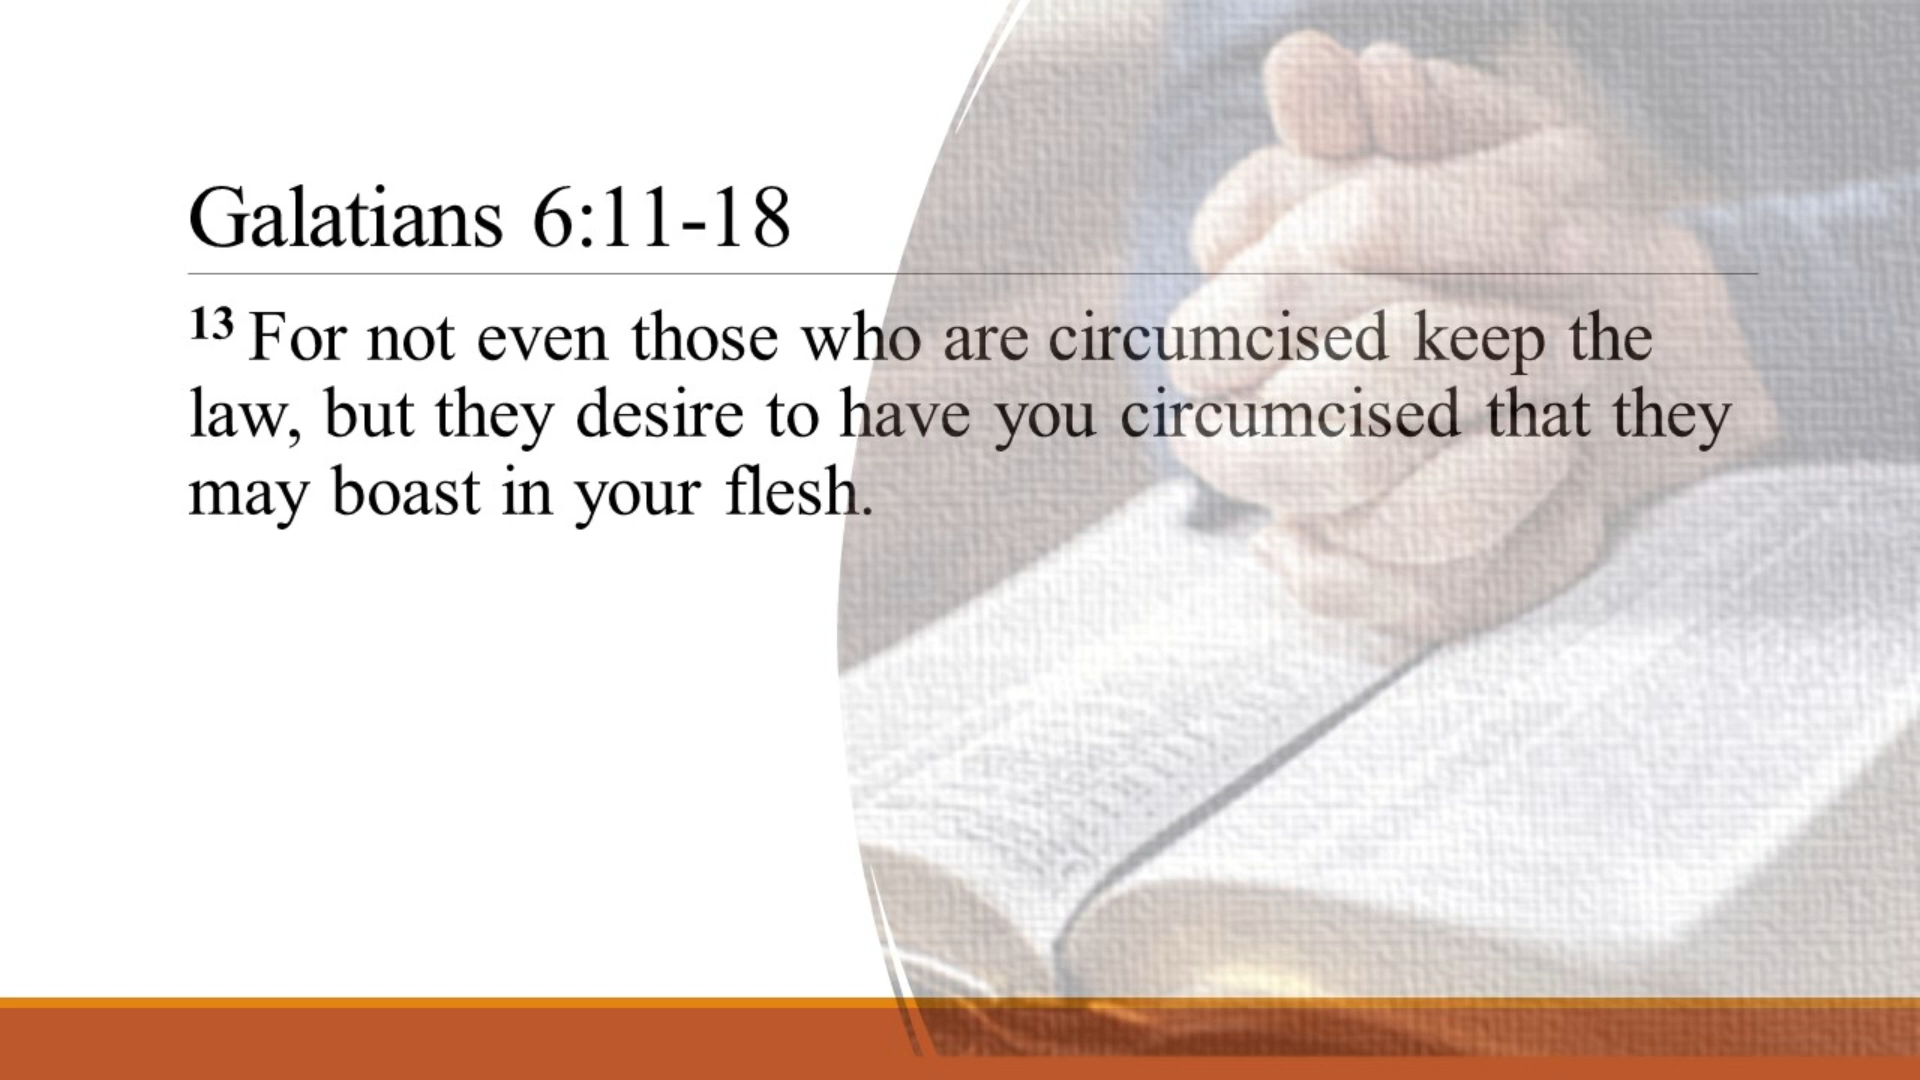 Galatians 6:11-18
13 For not even those who are circumcised keep the
law, but they desire to have you circumcised that they
may boast in your flesh.